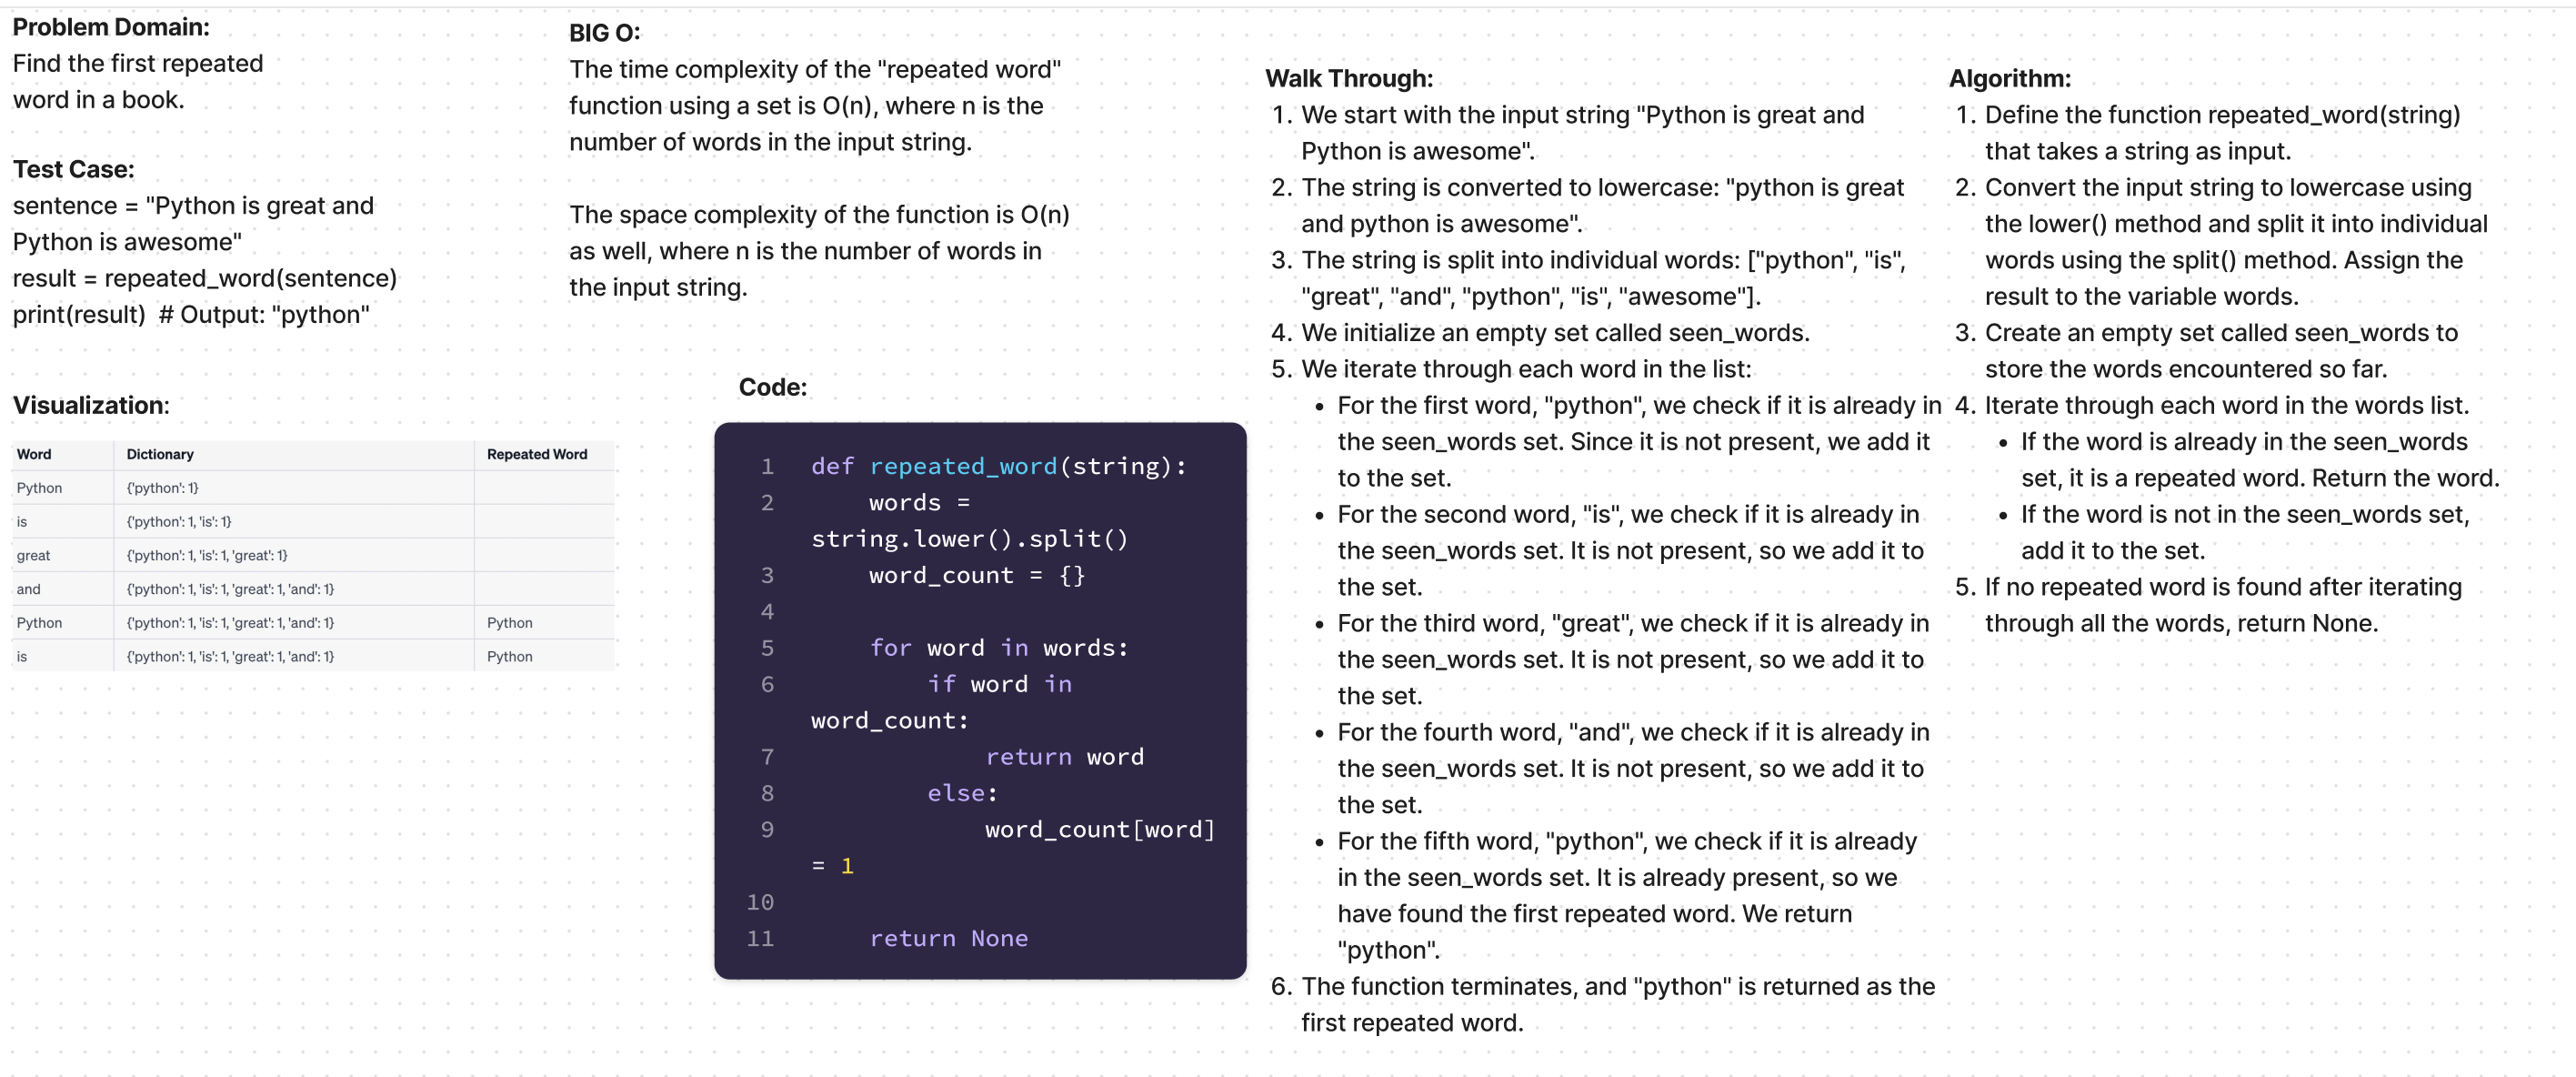 Problem Domain:
Find the first repeated
word in a book.
Test Case:
sentence = "Python is great and
Python is awesome"
result = repeated_word(sentence)
print(result)  # Output: "python"
Visualization:
Word Dictionary Repeated Word
Python {'python': 1}
is {'python': 1, 'is': 1}
great {'python': 1, 'is': 1, 'great': 1}
and {'python': 1, 'is': 1, 'great': 1, 'and': 1}
Python {'python': 1, 'is': 1, 'great': 1, 'and': 1} Python
is {'python': 1, 'is': 1, 'great': 1, 'and': 1} Python
BIG O:
The time complexity of the "repeated word"
function using a set is O(n), where n is the
number of words in the input string.
The space complexity of the function is O(n)
as well, where n is the number of words in
the input string.
Code:
1 def repeated_word(string):
2 words =
string.lower().split()
3 word_count = {}
4
5 for word in words:
6 if word in
word_count:
7 return word
8 else:
9 word_count[word]
= 1
10
11 return None
Walk Through:
1. We start with the input string "Python is great and
Python is awesome".
2. The string is converted to lowercase: "python is great
and python is awesome".
3. The string is split into individual words: ["python", "is",
"great", "and", "python", "is", "awesome"].
4. We initialize an empty set called seen_words.
5. We iterate through each word in the list:
• For the first word, "python", we check if it is already in
the seen_words set. Since it is not present, we add it
to the set.
• For the second word, "is", we check if it is already in
the seen_words set. It is not present, so we add it to
the set.
• For the third word, "great", we check if it is already in
the seen_words set. It is not present, so we add it to
the set.
• For the fourth word, "and", we check if it is already in
the seen_words set. It is not present, so we add it to
the set.
• For the fifth word, "python", we check if it is already
in the seen_words set. It is already present, so we
have found the first repeated word. We return
"python".
6. The function terminates, and "python" is returned as the
first repeated word.
Algorithm:
1. Define the function repeated_word(string)
that takes a string as input.
2. Convert the input string to lowercase using
the lower() method and split it into individual
words using the split() method. Assign the
result to the variable words.
3. Create an empty set called seen_words to
store the words encountered so far.
4. Iterate through each word in the words list.
• If the word is already in the seen_words
set, it is a repeated word. Return the word.
• If the word is not in the seen_words set,
add it to the set.
5. If no repeated word is found after iterating
through all the words, return None.